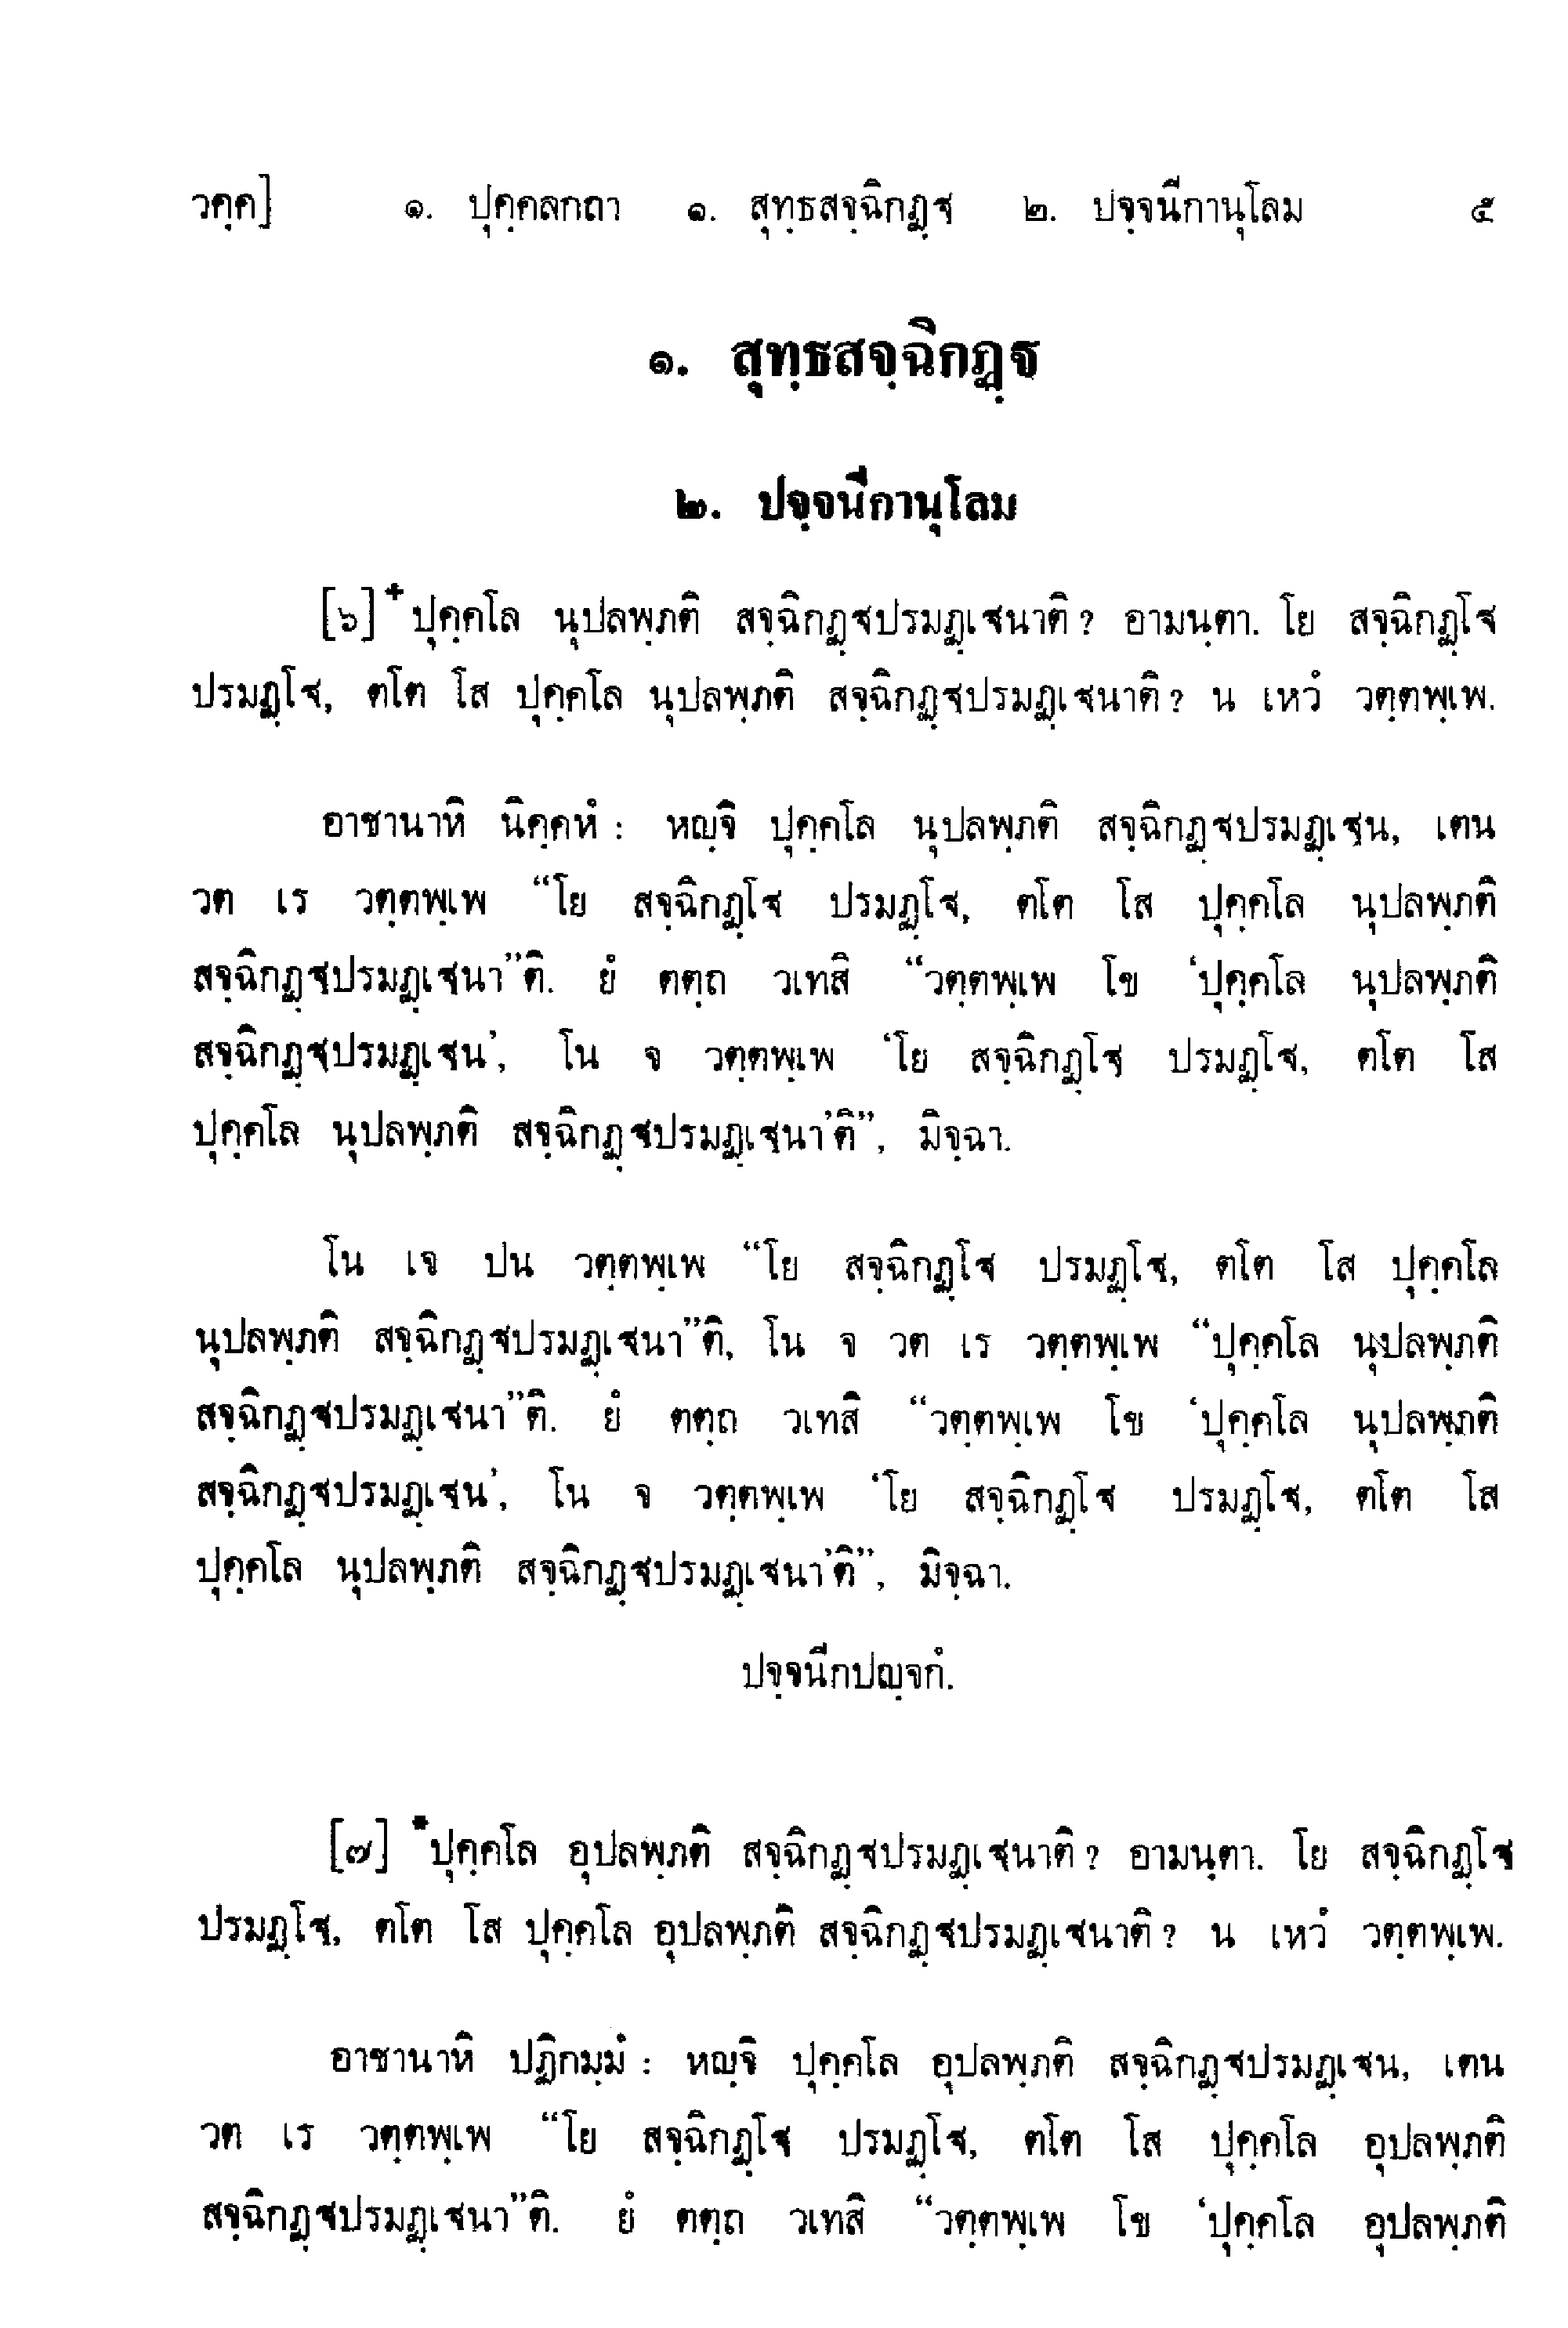 วคฺค] ๑. ปุคฺคลกถา ๑. สุทฺธสจฺฉิกฏฺฐ ๒. ปจฺจนีกานุโลม ๕
๑. สุทฺธสจฺฉิกฏฺฐ
๒. ปจฺจนีกานุโลม
[๖]+ ปุคฺคโล นุปลพฺภติ สจฺฉิกฏฺฐปรมฏฺเฐนาติ? อามนฺตา. โย สจฺฉิกฏฺโฐ
ปรมฏฺโฐ, ตโต โส ปุคฺคโล นุปลพฺภติ สจฺฉิกฏฺฐปรมฏฺเฐนาติ? น เหวํ วตฺตพฺเพ.
อาชานาหิ นิคฺคหํ: หญฺจิ ปุคฺคโล นุปลพฺภติ สจฺฉิกฏฺฐปรมฏฺเฐน, เตน
วต เร วตฺตพฺเพ “โย สจฺฉิกฏฺโฐ ปรมฏฺโฐ, ตโต โส ปุคฺคโล นุปลพฺภติ
สจฺฉิกฏฺฐปรมฏฺเฐนา”ติ. ยํ ตตฺถ วเทสิ “วตฺตพฺเพ โข ‘ปุคฺคโล นุปลพฺภติ
สจฺฉิกฏฺฐปรมฏฺเฐน’, โน จ วตฺตพฺเพ ‘โย สจฺฉิกฏฺโฐ ปรมฏฺโฐ, ตโต โส
ปุคฺคโล นุปลพฺภติ สจฺฉิกฏฺฐปรมฏฺเฐนา’ติ”, มิจฺฉา.
โน เจ ปน วตฺตพฺเพ “โย สจฺฉิกฏฺโฐ ปรมฏฺโฐ, ตโต โส ปุคฺคโล
นุปลพฺภติ สจฺฉิกฏฺฐปรมฏฺเฐนา”ติ, โน จ วต เร วตฺตพฺเพ “ปุคฺคโล นุปลพฺภติ
สจฺฉิกฏฺฐปรมฏฺเฐนา”ติ. ยํ ตตฺถ วเทสิ “วตฺตพฺเพ โข ‘ปุคฺคโล นุปลพฺภติ
สจฺฉิกฏฺฐปรมฏฺเฐน’, โน จ วตฺตพฺเพ ‘โย สจฺฉิกฏฺโฐ ปรมฏฺโฐ, ตโต โส
ปุคฺคโล นุปลพฺภติ สจฺฉิกฏฺฐปรมฏฺเฐนา’ติ”, มิจฺฉา.
ปจฺจนีกปญฺจกํ.
[๗] *ปุคฺคโล อุปลพฺภติ สจฺฉิกฏฺฐปรมฏฺเฐนาติ? อามนฺตา. โย สจฺฉิกฏฺโฐ
ปรมฏฺโฐ, ตโต โส ปุคฺคโล อุปลพฺภติ สจฺฉิกฏฺฐปรมฏฺเฐนาติ? น เหวํ วตฺตพฺเพ.
อาชานาหิ ปฏิกมฺมํ: หญฺจิ ปุคฺคโล อุปลพฺภติ สจฺฉิกฏฺฐปรมฏฺเฐน, เตน
วต เร วตฺตพฺเพ “โย สจฺฉิกฏฺโฐ ปรมฏฺโฐ, ตโต โส ปุคฺคโล อุปลพฺภติ
สจฺฉิกฏฺฐปรมฏฺเฐนา”ติ. ยํ ตตฺถ วเทสิ “วตฺตพฺเพ โข ‘ปุคฺคโล อุปลพฺภติ